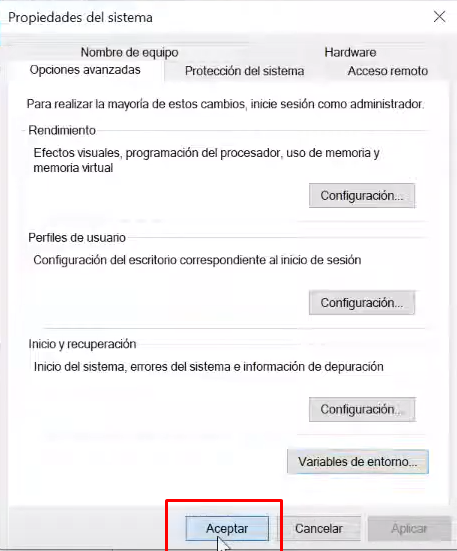 Propiedades del sistema
Nombre de equipo
Hardware
Opciones avanzadas
Protección del sistema
Acceso remoto
Para realizar la mayoría de estos cambios, inicie sesión como administrador.
Rendimiento
Efectos visuales, programación del procesador, uso de memoria y
memoria virtual
Configuración...
Perfiles de usuario
Configuración del escritorio correspondiente al inicio de sesión
Configuración...
Inicio y recuperación
Inicio del sistema, errores del sistema e información de depuración
Configuración...
Variables de entorno...
Aceptar
Cancelar
Aplicar